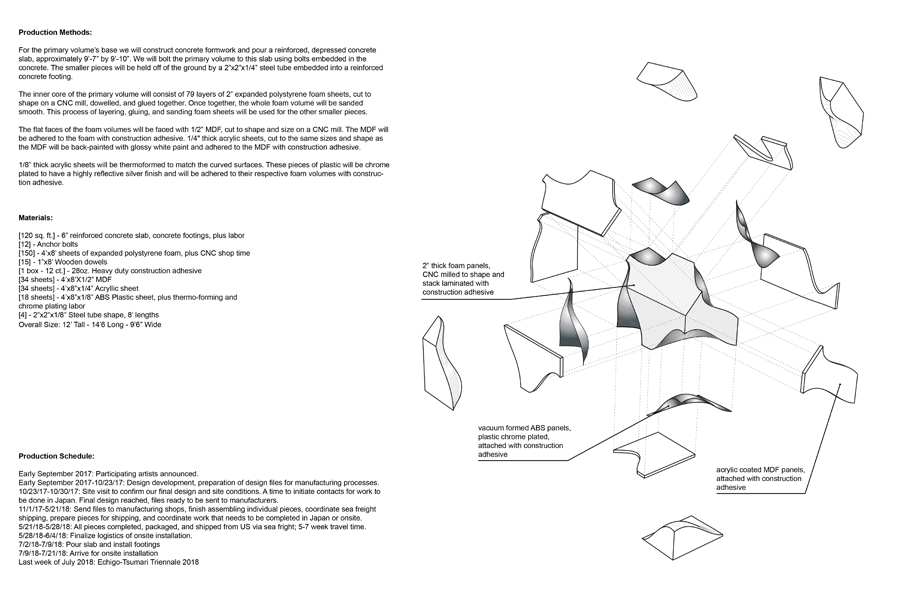 Production Methods:
For the primary volume's base we will construct concrete formwork and pour a reinforced, depressed concrete
slab, approximately 9'-7" by 9'-10". We will bolt the primary volume to this slab using bolts embedded in the
concrete. The smaller pieces will be held off of the ground by a 2"x2"x1/4" steel tube embedded into a reinforced
concrete footing.
The inner core of the primary volume will consist of 79 layers of 2" expanded polystyrene foam sheets, cut to
shape on a CNC mill, dowelled, and glued together. Once together, the whole foam volume will be sanded
smooth. This process of layering, gluing, and sanding foam sheets will be used for the other smaller pieces.
The flat faces of the foam volumes will be faced with 1/2" MDF, cut to shape and size on a CNC mill. The MDF will
be adhered to the foam with construction adhesive. 1/4" thick acrylic sheets, cut to the same sizes and shape as
the MDF will be back-painted with glossy white paint and adhered to the MDF with construction adhesive.
1/8" thick acrylic sheets will be thermoformed to match the curved surfaces. These pieces of plastic will be chrome
plated to have a highly reflective silver finish and will be adhered to their respective foam volumes with construc-
tion adhesive.
Materials:
[120 sq. ft.] - 6" reinforced concrete slab, concrete footings, plus labor
[12] - Anchor bolts
[150] - 4'x8' sheets of expanded polystyrene foam, plus CNC shop time
[15] - 1"x8' Wooden dowels
[1 box - 12 ct.] - 28oz. Heavy duty construction adhesive
[34 sheets] - 4'x8'X1/2" MDF
[34 sheets] - 4'x8'x1/4" Acryllic sheet
[18 sheets] - 4'x8'x1/8" ABS Plastic sheet, plus thermo-forming and
chrome plating labor
[4] - 2"x2"x1/8" Steel tube shape, 8' lengths
Overall Size: 12' Tall - 14'6 Long - 9'6" Wide
2" thick foam panels,
CNC milled to shape and
stack laminated with
construction adhesive
vacuum formed ABS panels,
plastic chrome plated,
attached with construction
adhesive
acrylic coated MDF panels,
attached with construction
adhesive
Production Schedule:
Early September 2017: Participating artists announced.
Early September 2017-10/23/17: Design development, preparation of design files for manufacturing processes.
10/23/17-10/30/17: Site visit to confirm our final design and site conditions. A time to initiate contacts for work to
be done in Japan. Final design reached, files ready to be sent to manufacturers.
11/1/17-5/21/18: Send files to manufacturing shops, finish assembling individual pieces, coordinate sea freight
shipping, prepare pieces for shipping, and coordinate work that needs to be completed in Japan or onsite.
5/21/18-5/28/18: All pieces completed, packaged, and shipped from US via sea fright; 5-7 week travel time.
5/28/18-6/4/18: Finalize logistics of onsite installation.
7/2/18-7/9/18: Pour slab and install footings
7/9/18-7/21/18: Arrive for onsite installation
Last week of July 2018: Echigo-Tsumari Triennale 2018